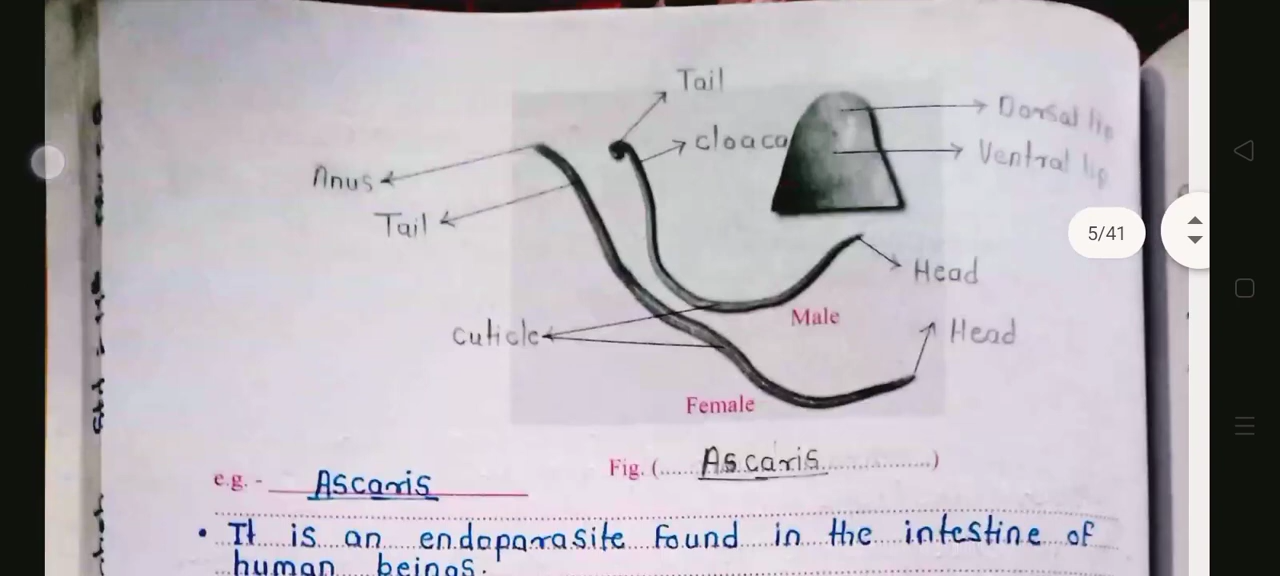 Tail
cloaca
Dorsal lip
Ventral lip
Anus
Tail
5/41
Head
Male
cuticle
Head
Female
Fig. (......Ascaris..................)
e.g. - Ascaris
• It is an endoparasite found in the intestine of
human beings.